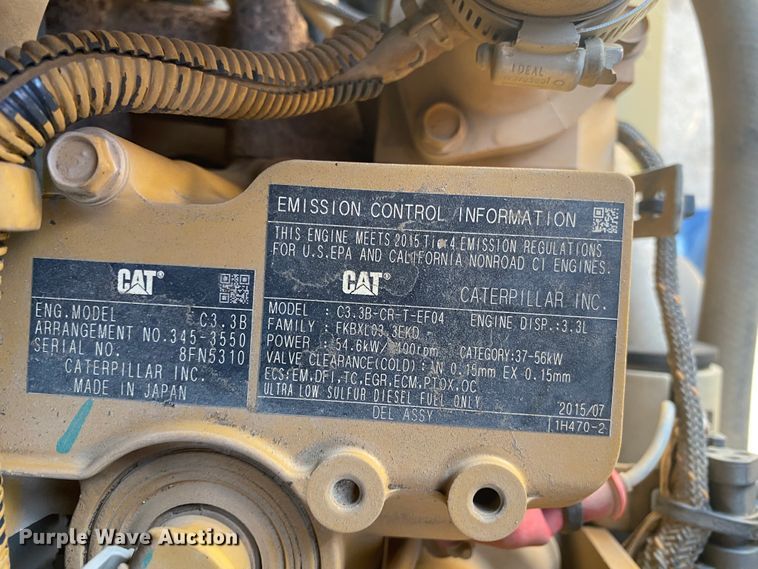 IDEAL
EMISSION CONTROL INFORMATION
THIS ENGINE MEETS 2015 Tier4 EMISSION REGULATIONS
FOR U.S.EPA AND CALIFORNIA NONROAD CI ENGINES.
CAT® CATERPILLAR INC.
MODEL : C3.3B-CR-T-EF04 ENGINE DISP.:3.3L
FAMILY : FKBXL03.3EKD
POWER : 54.6kW/ CATEGORY:37-56kW
VALVE CLEARANCE(COLD): 0.15mm EX 0.15mm
ECS:EM,DFI,TC,EGR,ECM,PTOX,OC
ULTRA LOW SULFUR DIESEL FUEL ONLY
2015/07
DEL ASSY
1H470-2
CAT®
ENG.MODEL C3.3B
ARRANGEMENT NO.345-3550
SERIAL NO. 8FN5310
CATERPILLAR INC.
MADE IN JAPAN
Purple Wave Auction